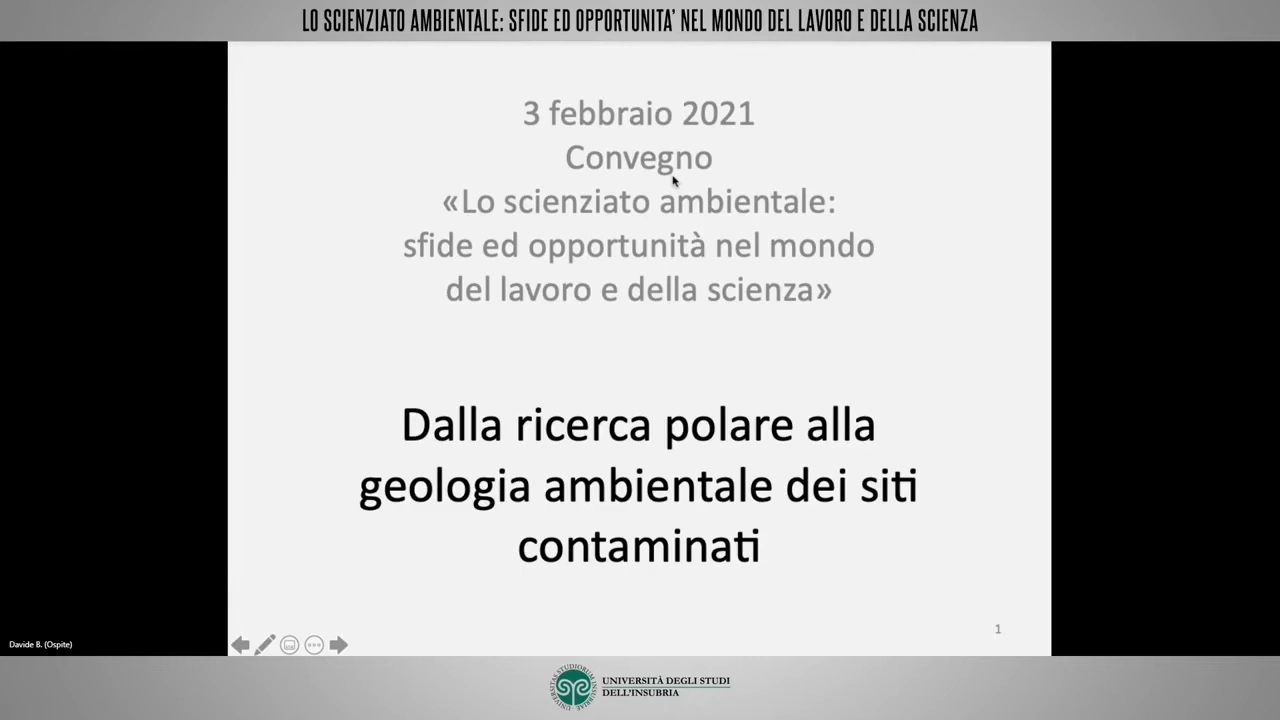 LO SCIENZIATO AMBIENTALE: SFIDE ED OPPORTUNITA' NEL MONDO DEL LAVORO E DELLA SCIENZA
3 febbraio 2021
Convegno
«Lo scienziato ambientale:
sfide ed opportunità nel mondo
del lavoro e della scienza»
Dalla ricerca polare alla
geologia ambientale dei siti
contaminati
1
Davide B. (Ospite)
UNIVERSITÀ DEGLI STUDI
DELL'INSUBRIA